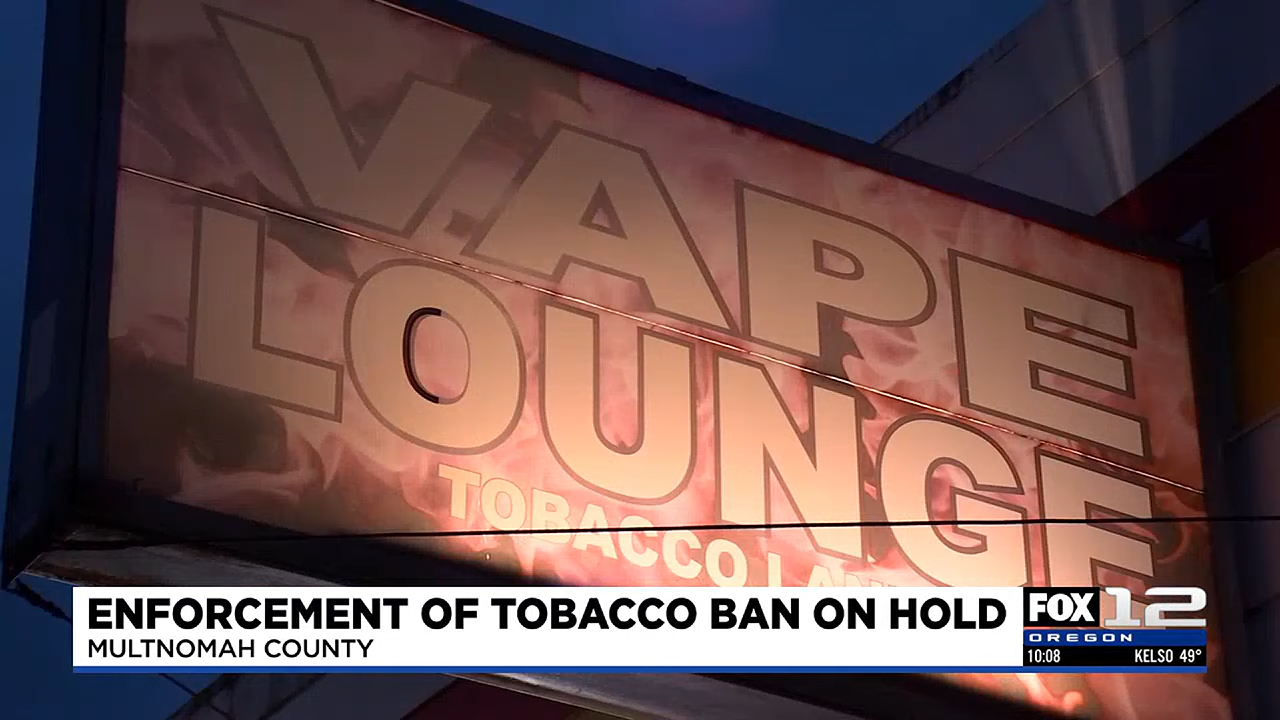 VAPE
LOUNGE
TOBACCO
ENFORCEMENT OF TOBACCO BAN ON HOLD
MULTNOMAH COUNTY
FOX 12
OREGON
10:08 KELSO 49°